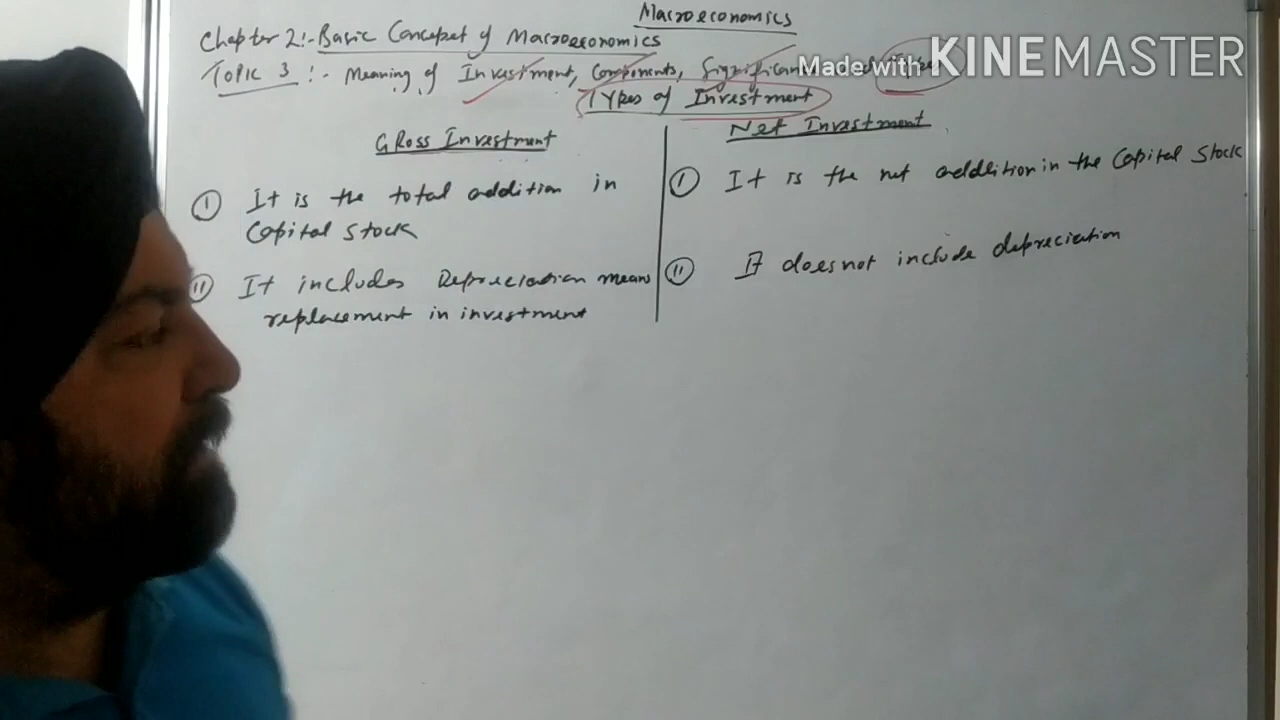 Macroeconomics
Chapter 2:- Basic Concept of Macroeconomics
Topic 3 :- Meaning of Investment, Components,
Made with KINEMASTER
Types of Investment
Gross Investment
① It is the total addition in
Capital Stock
② It includes Depreciation means
replacement in investment
Net Investment
① It is the net addition in the Capital Stock
② It does not include depreciation